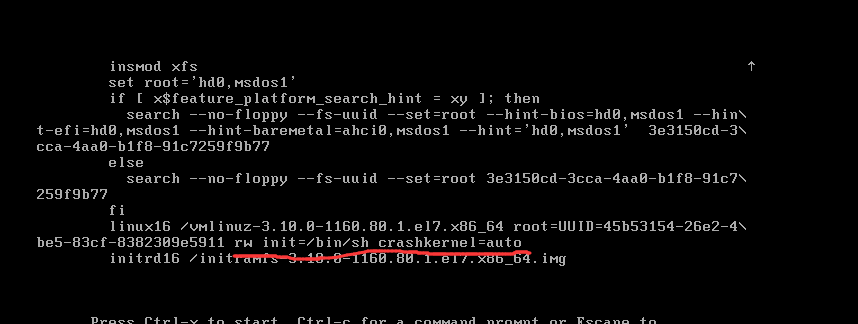 insmod xfs
set root='hd0,msdos1'
if [ x$feature_platform_search_hint = xy ]; then
search --no-floppy --fs-uuid --set=root --hint-bios=hd0,msdos1 --hin\
t-efi=hd0,msdos1 --hint-baremetal=ahci0,msdos1 --hint='hd0,msdos1'  3e3150cd-3\
cca-4aa0-b1f8-91c7259f9b77
else
search --no-floppy --fs-uuid --set=root 3e3150cd-3cca-4aa0-b1f8-91c7\
259f9b77
fi
linux16 /vmlinuz-3.10.0-1160.80.1.el7.x86_64 root=UUID=45b53154-26e2-4\
be5-83cf-8382309e5911 rw init=/bin/sh crashkernel=auto
initrd16 /initramfs-3.10.0-1160.80.1.el7.x86_64.img
Press Ctrl-x to start, Ctrl-c for a command prompt or Escape to